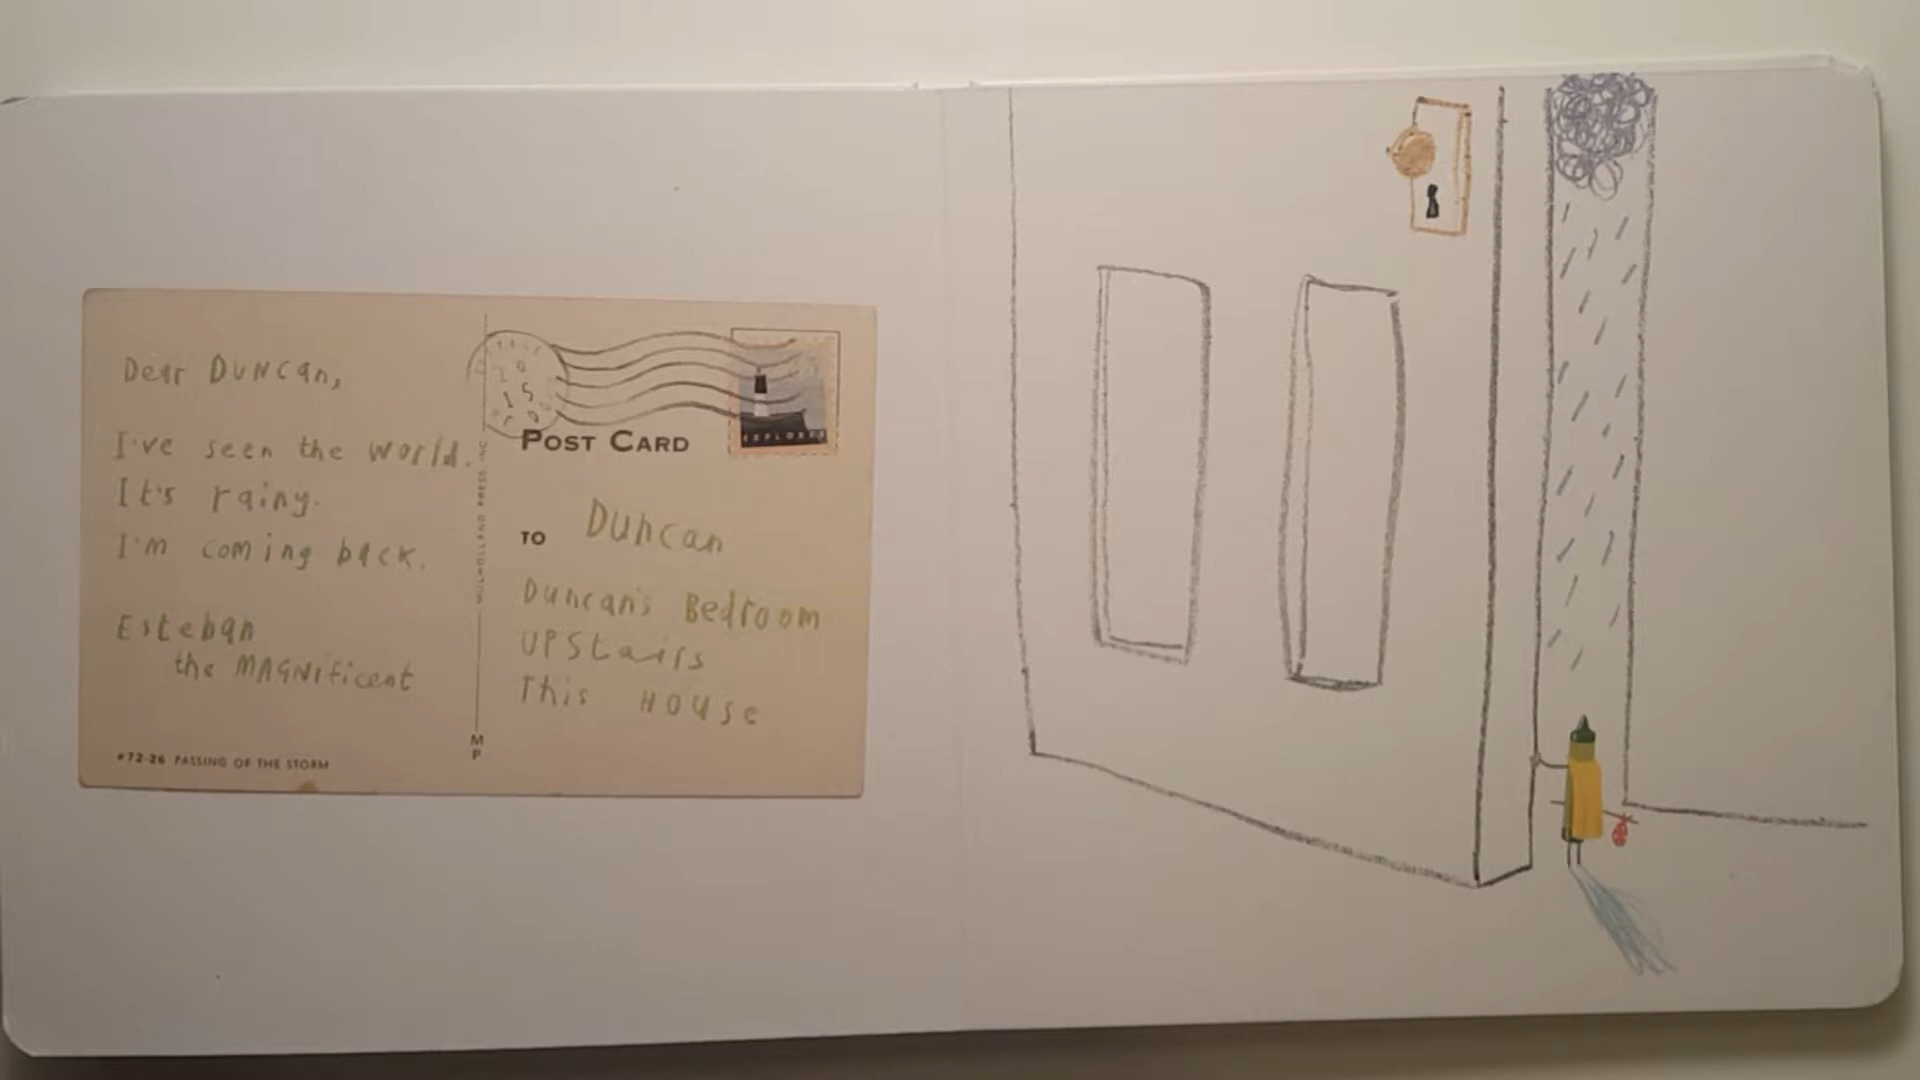 Dear Duncan,
I've seen the world.
It's rainy.
I'm coming back.
Esteban
the MAGNificent
#72-26 PASSING OF THE STORM
M P
POST CARD
EXPLORER
TO Duncan
Duncan's Bedroom
UPStairs
This House